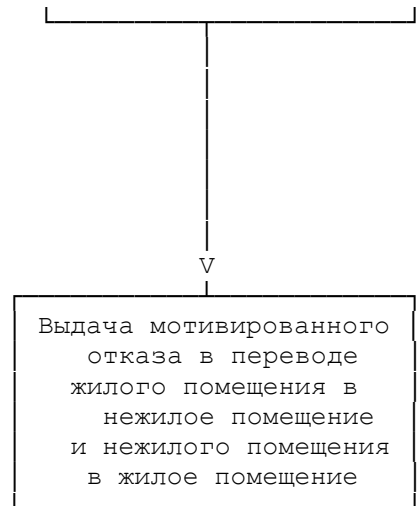 V
Выдача мотивированного
отказа в переводе
жилого помещения в
нежилое помещение
и нежилого помещения
в жилое помещение